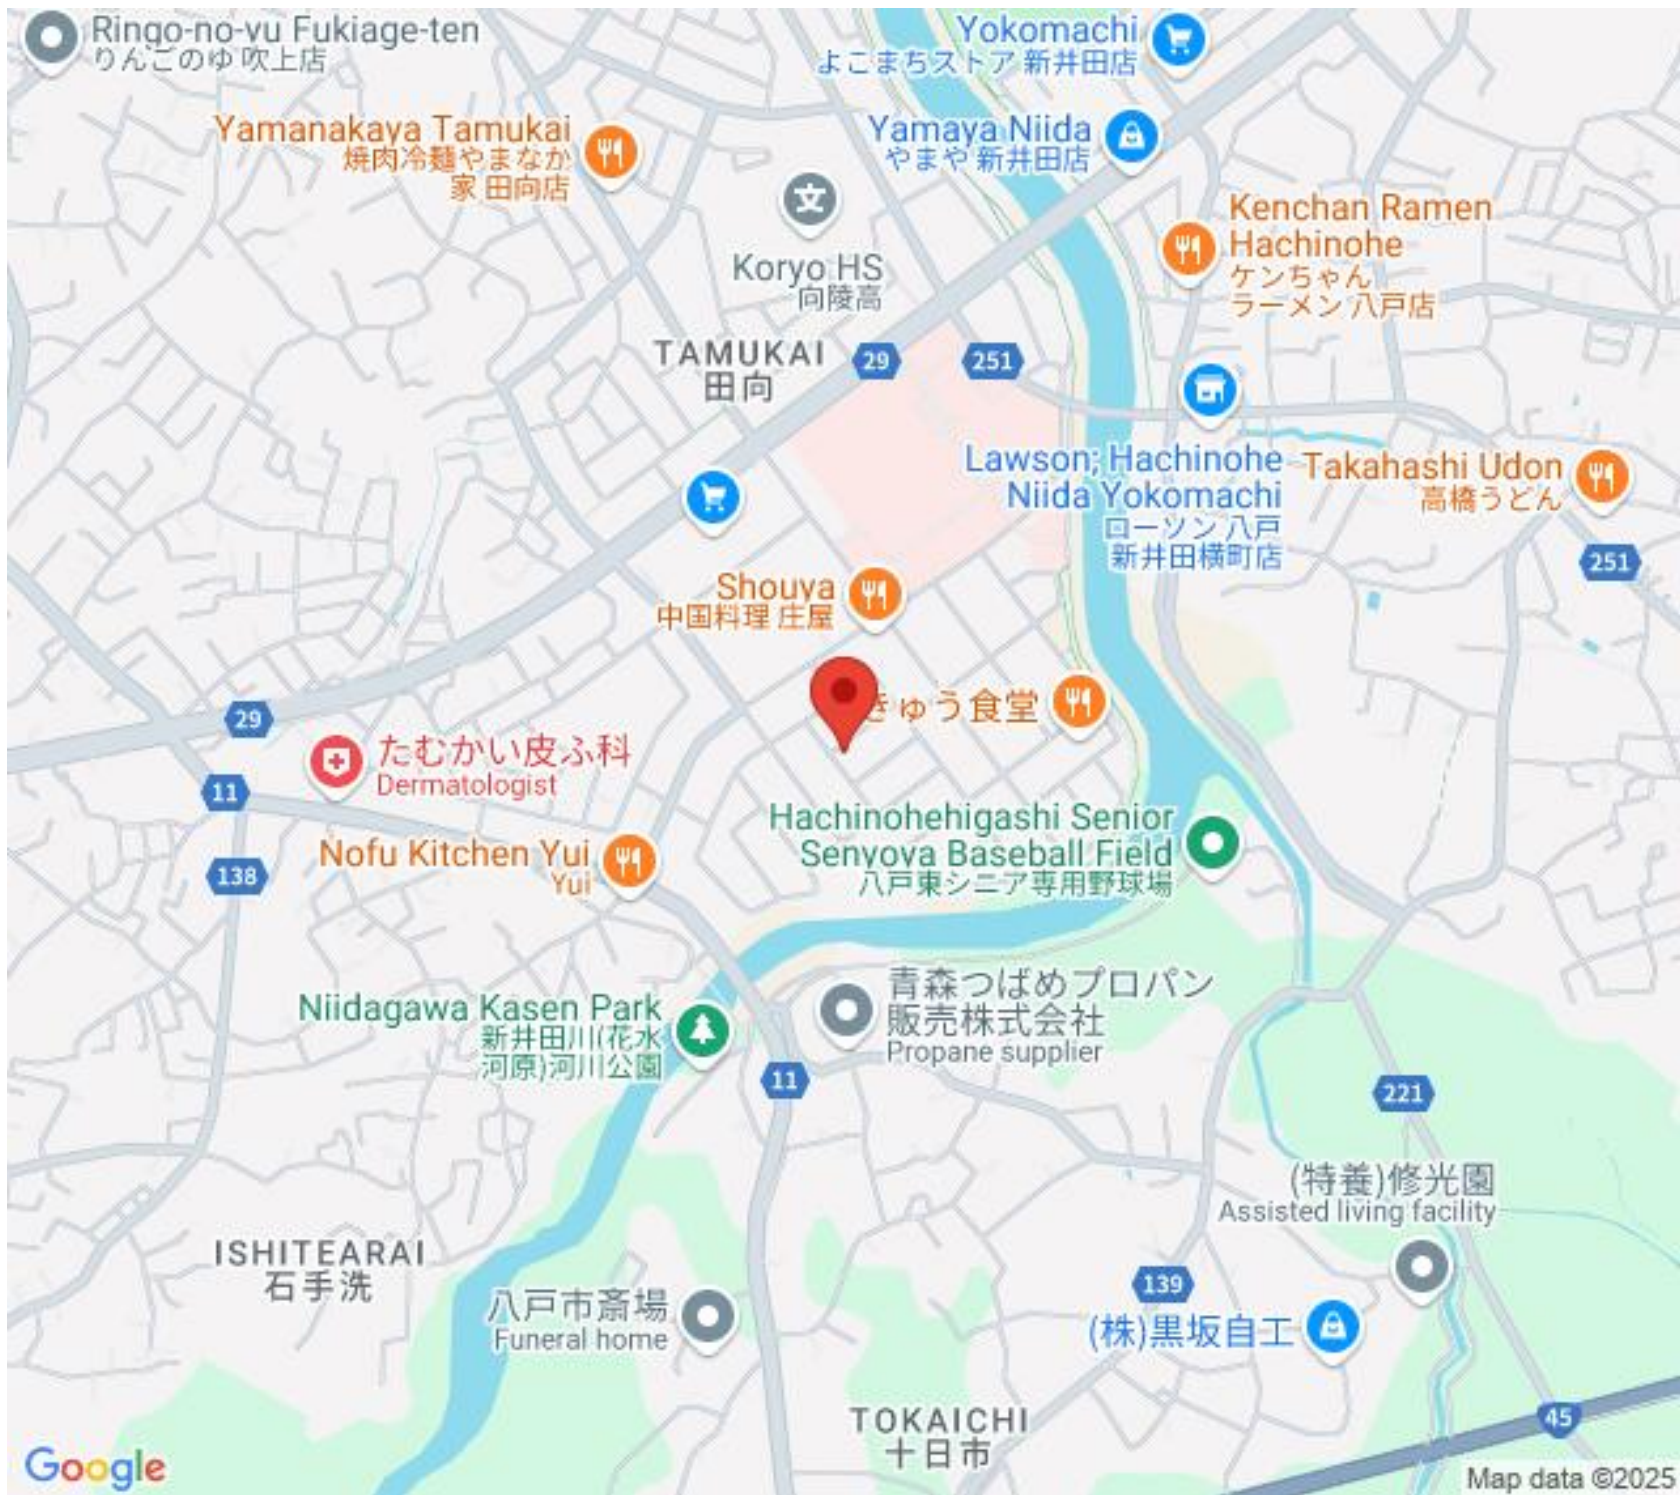 Ringo-no-yu Fukiage-ten
りんごのゆ 吹上店
Yokomachi
よこまちストア 新井田店
Yamanakaya Tamukai
焼肉冷麺やまなか
家 田向店
Yamaya Niida
やまや 新井田店
文
Koryo HS
向陵高
Kenchan Ramen
Hachinohe
ケンちゃん
ラーメン 八戸店
TAMUKAI
田向
29
251
Lawson; Hachinohe
Niida Yokomachi
ローソン 八戸
新井田横町店
Takahashi Udon
高橋うどん
251
Shouya
中国料理 庄屋
きゅう食堂
29
たむかい皮ふ科
Dermatologist
11
138
Nofu Kitchen Yui
Yui
Hachinohehigashi Senior
Senyoya Baseball Field
八戸東シニア専用野球場
Niidagawa Kasen Park
新井田川(花水
河原)河川公園
青森つばめプロパン
販売株式会社
Propane supplier
11
221
(特養)修光園
Assisted living facility
ISHITEARAI
石手洗
八戸市斎場
Funeral home
139
(株)黒坂自工
TOKAICHI
十日市
45
Google
Map data ©2025